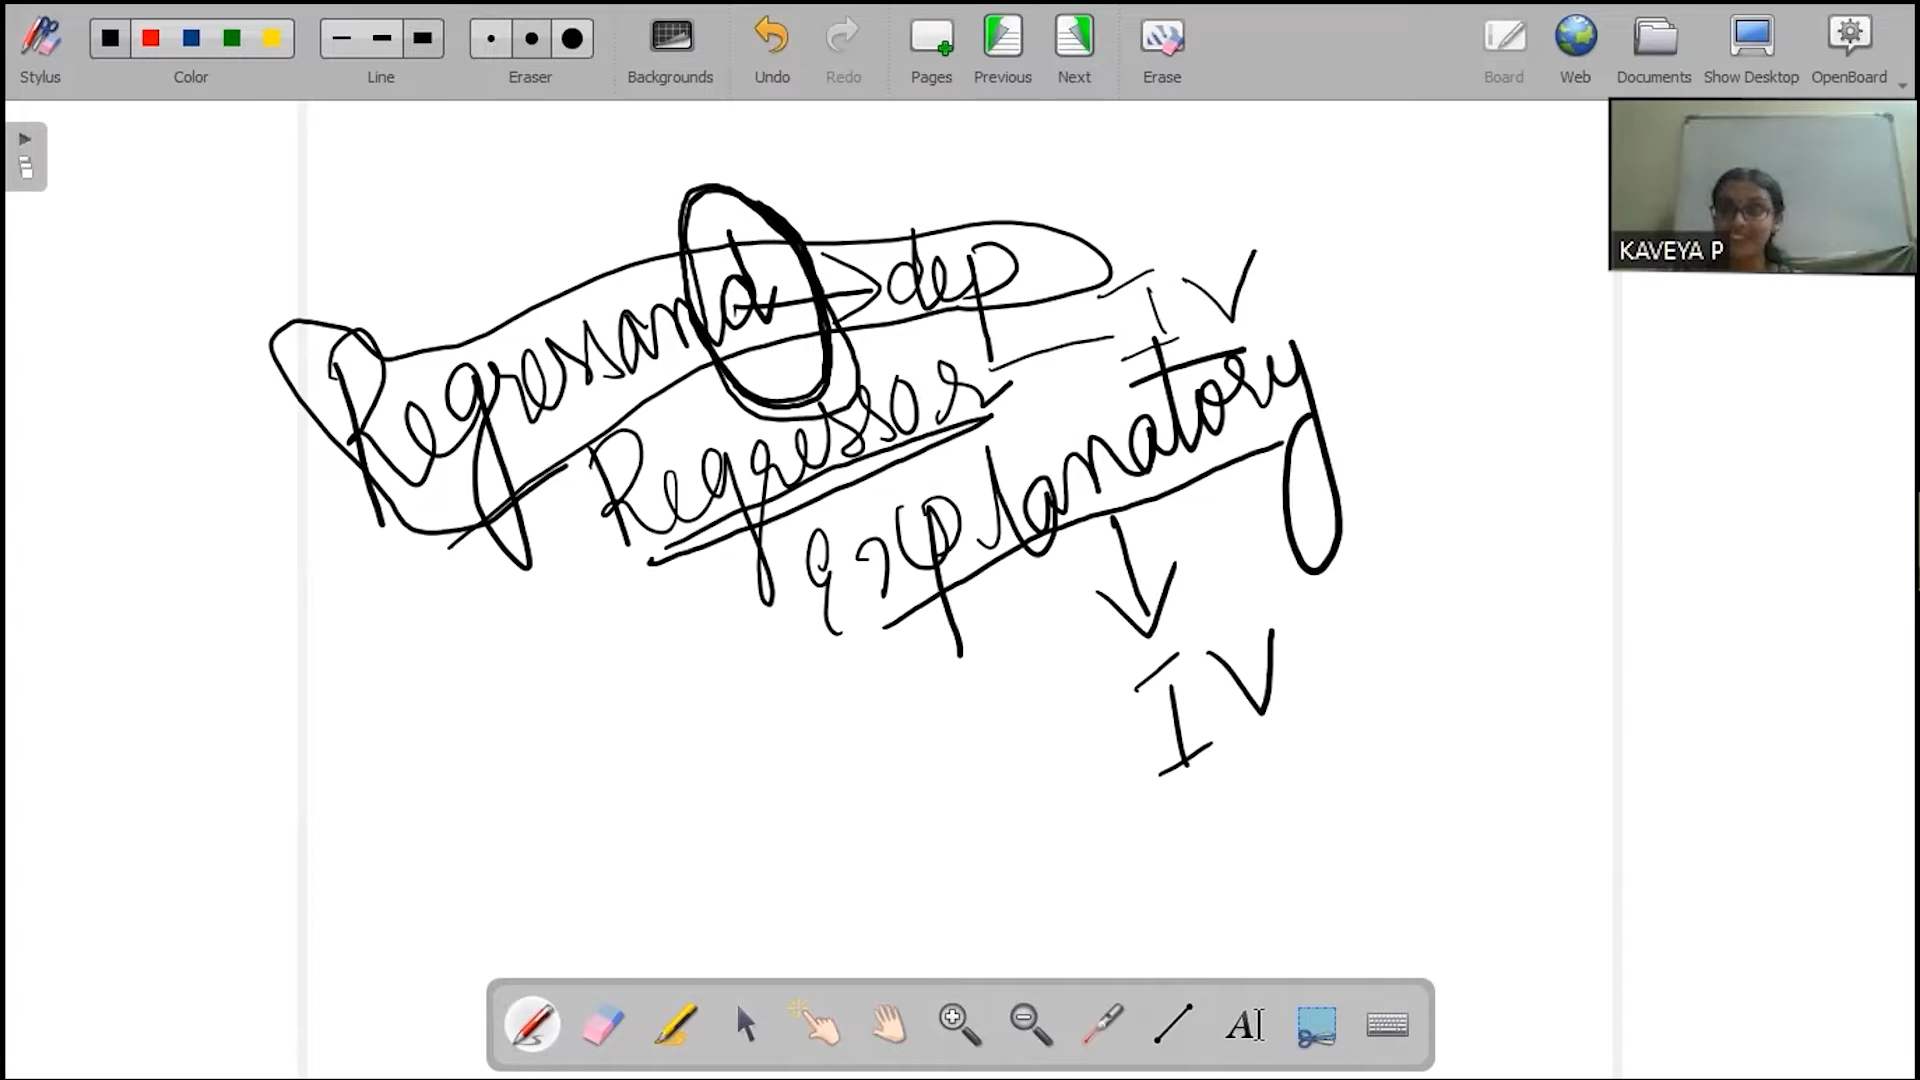 Stylus Color Line Eraser Backgrounds Undo Redo Pages Previous Next Erase Board Web Documents Show Desktop OpenBoard
KAVEYA P
Regressand → dep
Regressor — IV
explanatory
↓
IV
AI